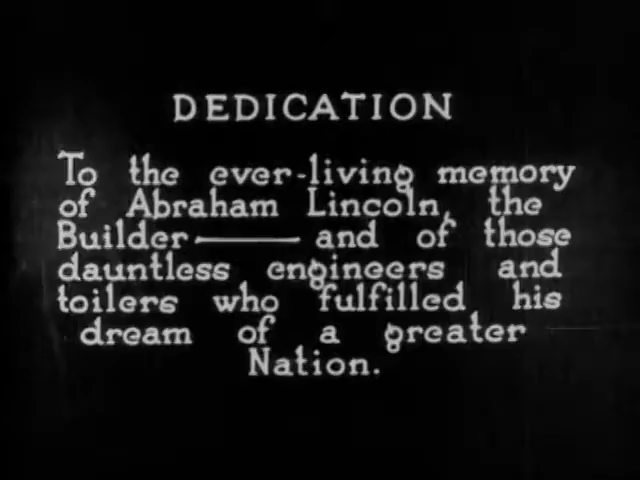 DEDICATION
To the ever-living memory
of Abraham Lincoln, the
Builder——— and of those
dauntless engineers and
toilers who fulfilled his
dream of a greater
Nation.